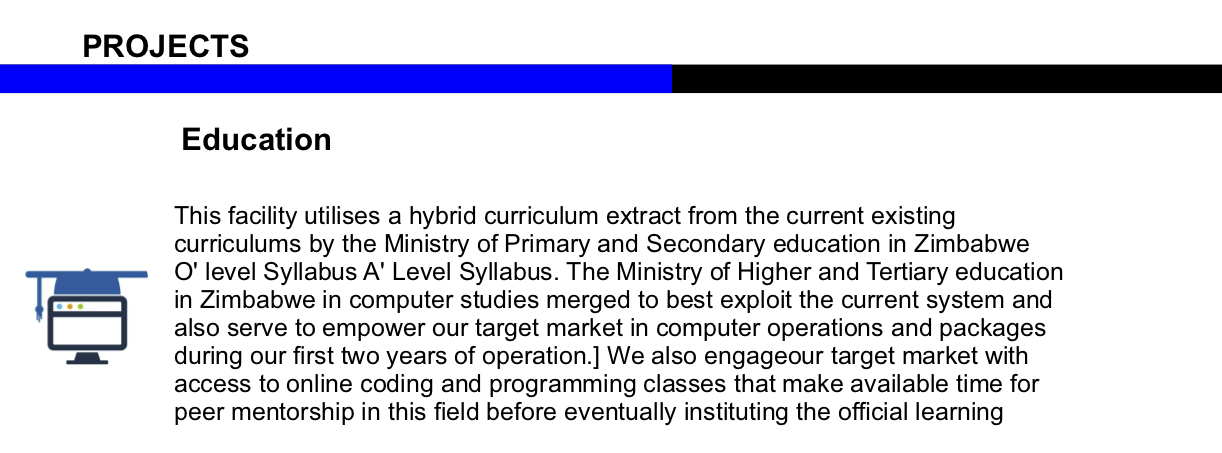 PROJECTS
Education
This facility utilises a hybrid curriculum extract from the current existing
curriculums by the Ministry of Primary and Secondary education in Zimbabwe
O' level Syllabus A' Level Syllabus. The Ministry of Higher and Tertiary education
in Zimbabwe in computer studies merged to best exploit the current system and
also serve to empower our target market in computer operations and packages
during our first two years of operation.] We also engageour target market with
access to online coding and programming classes that make available time for
peer mentorship in this field before eventually instituting the official learning